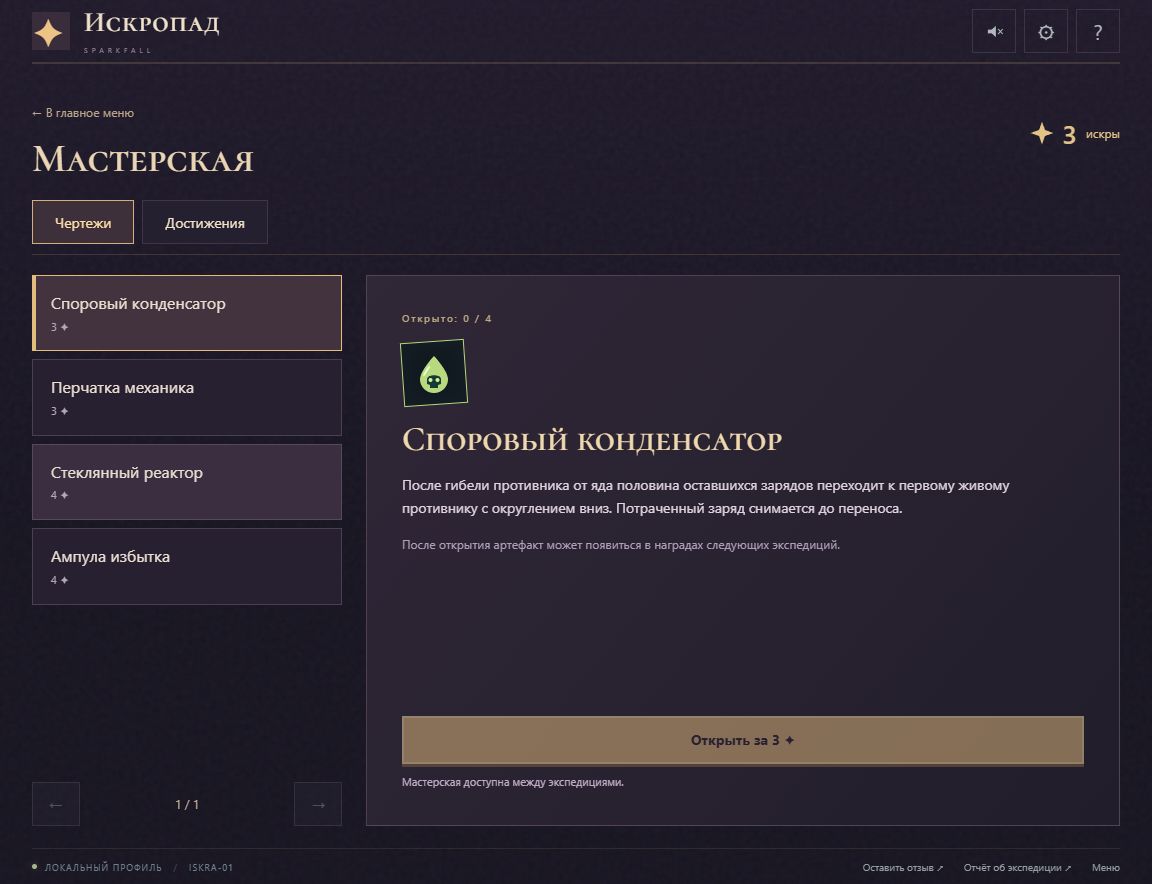 Искропад
SPARKFALL
?
← В главное меню
3 искры
Мастерская
Чертежи
Достижения
Споровый конденсатор
3 ✦
Перчатка механика
3 ✦
Стеклянный реактор
4 ✦
Ампула избытка
4 ✦
← 1 / 1 →
Открыто: 0 / 4
Споровый конденсатор
После гибели противника от яда половина оставшихся зарядов переходит к первому живому
противнику с округлением вниз. Потраченный заряд снимается до переноса.
После открытия артефакт может появиться в наградах следующих экспедиций.
Открыть за 3 ✦
Мастерская доступна между экспедициями.
ЛОКАЛЬНЫЙ ПРОФИЛЬ / ISKRA-01
Оставить отзыв ↗ Отчёт об экспедиции ↗ Меню